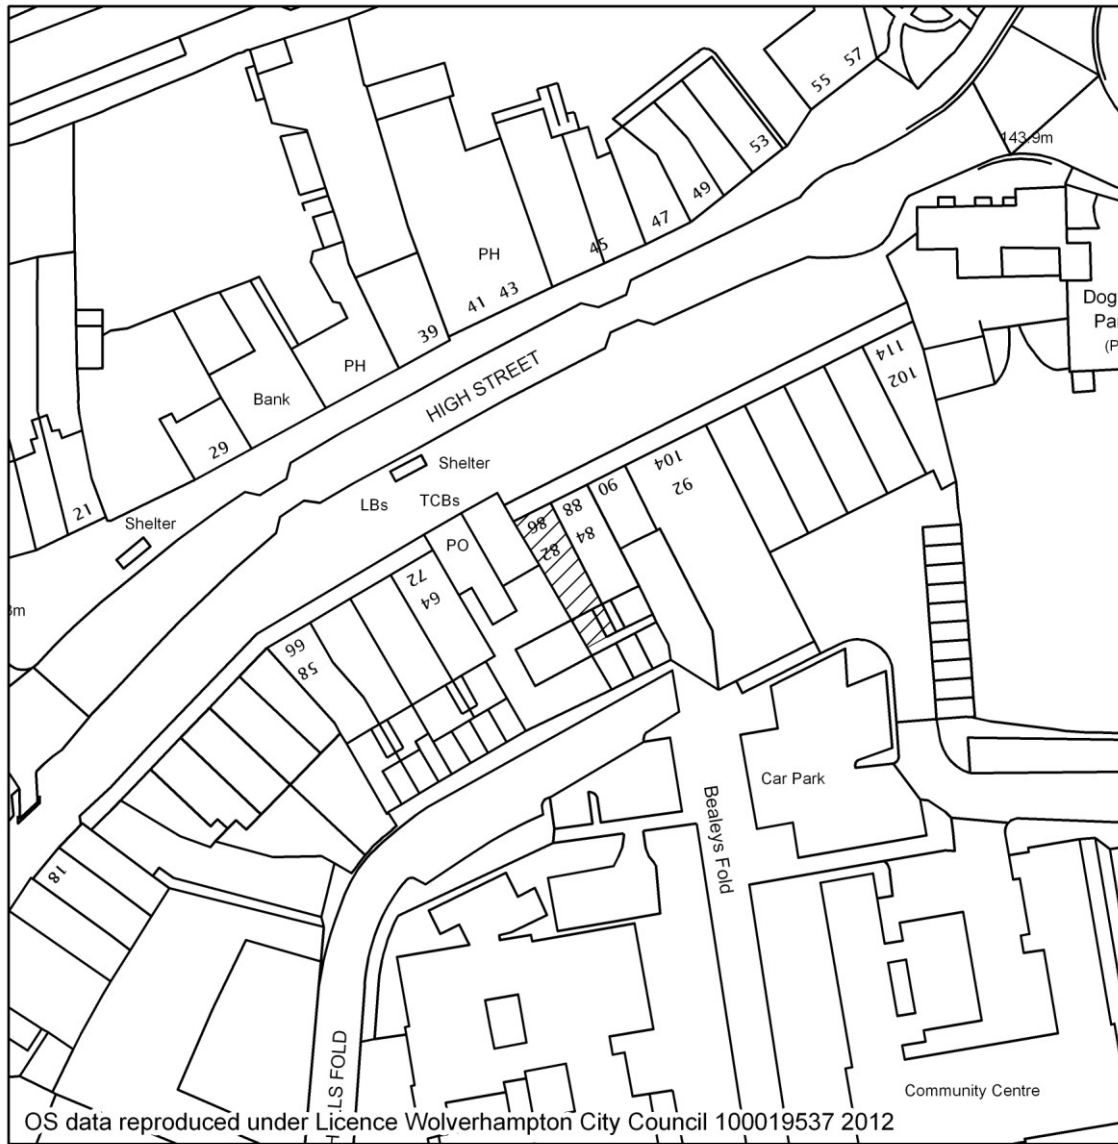 55
57
143.9m
53
49
47
45
PH
41
43
39
PH
HIGH STREET
Bank
29
21
Shelter
Shelter
LBs
TCBs
PO
Dog
Pa
(P
114
102
104
92
90
88
84
86
82
72
64
66
58
3m
18
Car Park
Bealeys Fold
LLS FOLD
Community Centre
OS data reproduced under Licence Wolverhampton City Council 100019537 2012